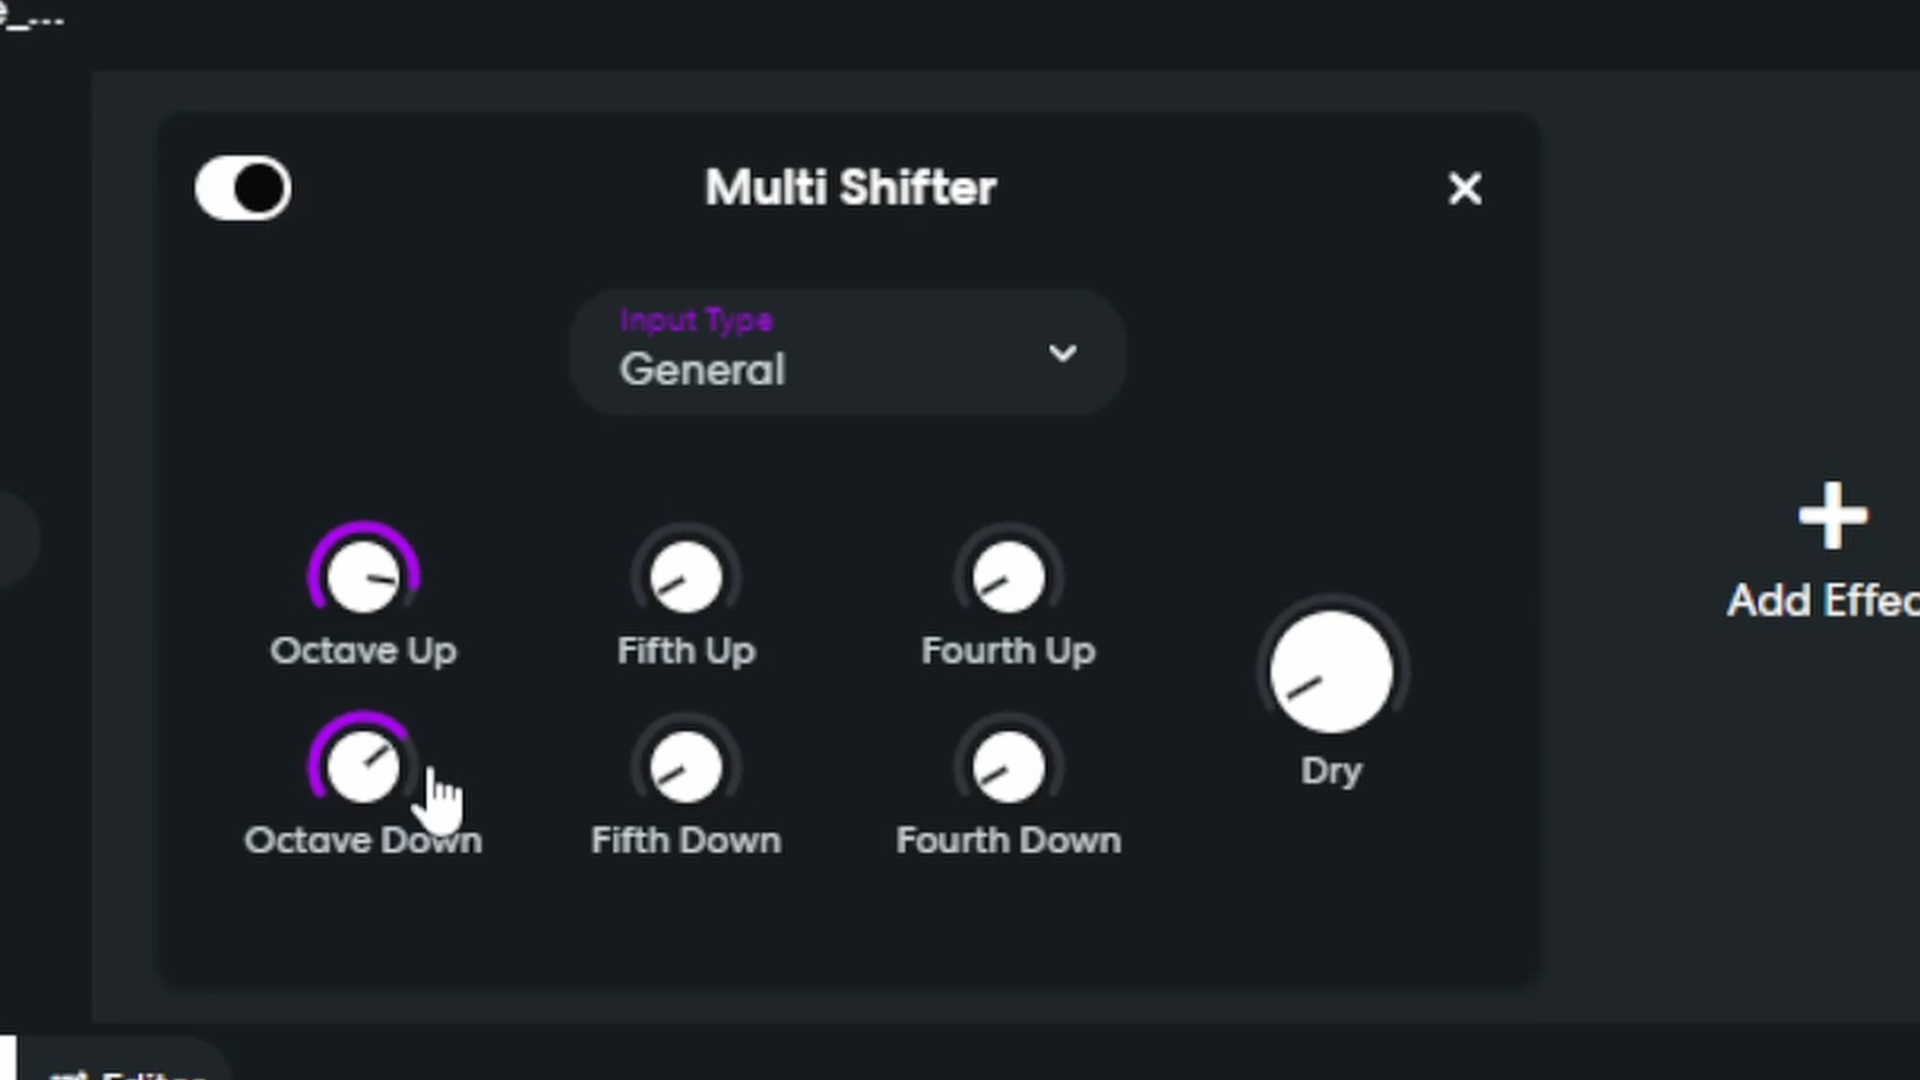 Multi Shifter
Input Type
General
Octave Up
Fifth Up
Fourth Up
Octave Down
Fifth Down
Fourth Down
Dry
Add